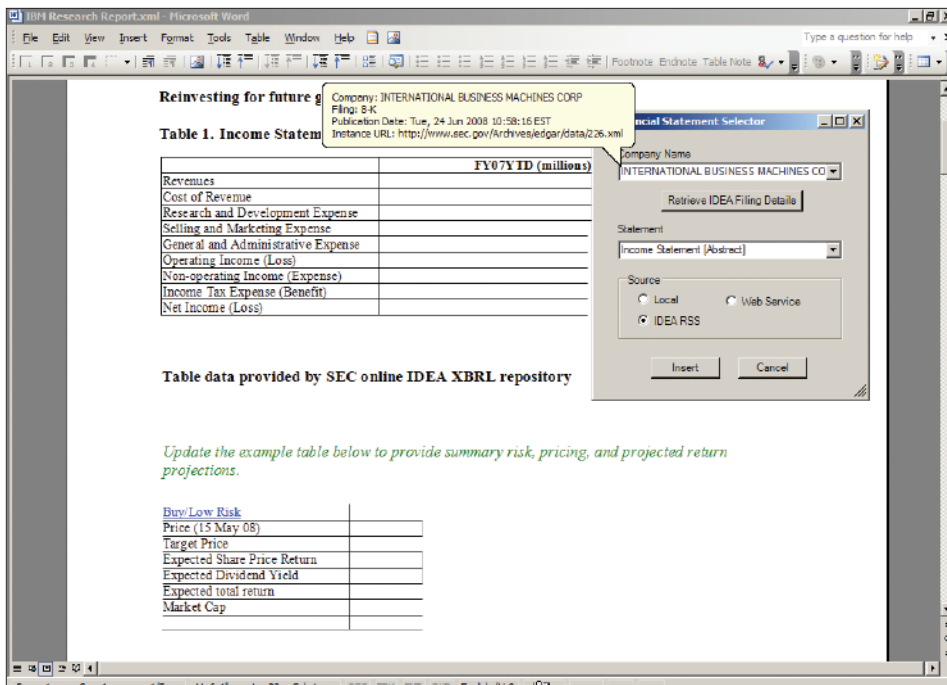 IBM Research Report.xml - Microsoft Word
File Edit View Insert Format Tools Table Window Help
Type a question for help
Footnote Endnote Table Note
Reinvesting for future g
Company: INTERNATIONAL BUSINESS MACHINES CORP
Filing: 8-K
Publication Date: Tue, 24 Jun 2008 10:58:16 EST
Instance URL: http://www.sec.gov/Archives/edgar/data/226.xml
Table 1. Income Statem
ncial Statement Selector
Company Name
INTERNATIONAL BUSINESS MACHINES CO
Retrieve IDEA Filing Details
Statement
Income Statement [Abstract]
Source
Local
Web Service
IDEA RSS
Insert
Cancel
FY07YTD (millions)
Revenues
Cost of Revenue
Research and Development Expense
Selling and Marketing Expense
General and Administrative Expense
Operating Income (Loss)
Non-operating Income (Expense)
Income Tax Expense (Benefit)
Net Income (Loss)
Table data provided by SEC online IDEA XBRL repository
Update the example table below to provide summary risk, pricing, and projected return
projections.
Buy/Low Risk
Price (15 May 08)
Target Price
Expected Share Price Return
Expected Dividend Yield
Expected total return
Market Cap